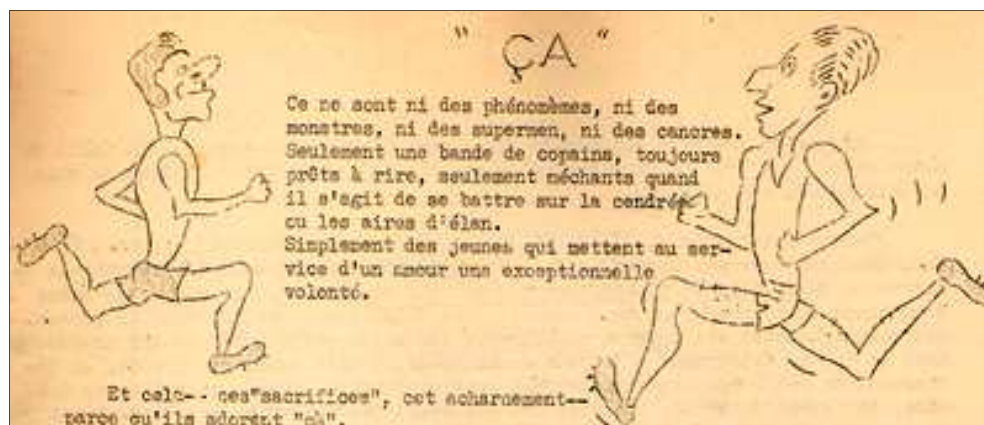 " ÇA "
Ce ne sont ni des phénomèmes, ni des
monstres, ni des supermen, ni des cancres.
Seulement une bande de copains, toujours
prêts à rire, seulement méchants quand
il s'agit de se battre sur la cendrée
ou les aires d'élan.
Simplement des jeunes qui mettent au ser-
vice d'un amour une exceptionnelle
volonté.
Et cela-- ces"sacrifices", cet acharnement--
parce qu'ils adorent "çà".